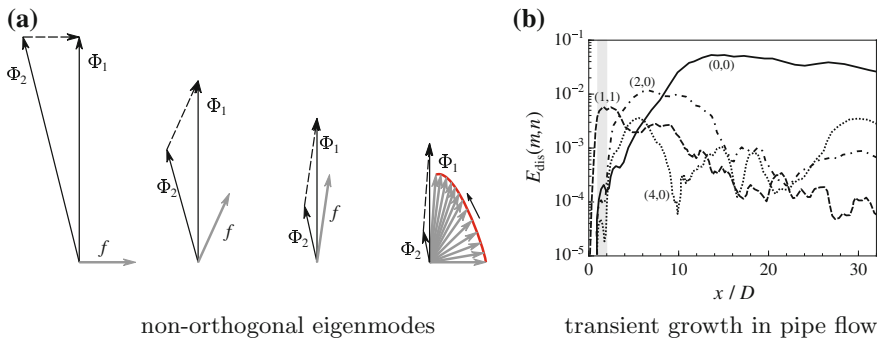 (a)
Φ2 Φ1 f
Φ2 Φ1 f
Φ2 Φ1 f
Φ2 Φ1
non-orthogonal eigenmodes
(b)
E_dis(m,n)
10^-1
10^-2
10^-3
10^-4
10^-5
(0,0)
(1,1)
(2,0)
(4,0)
0 10 20 30
x / D
transient growth in pipe flow